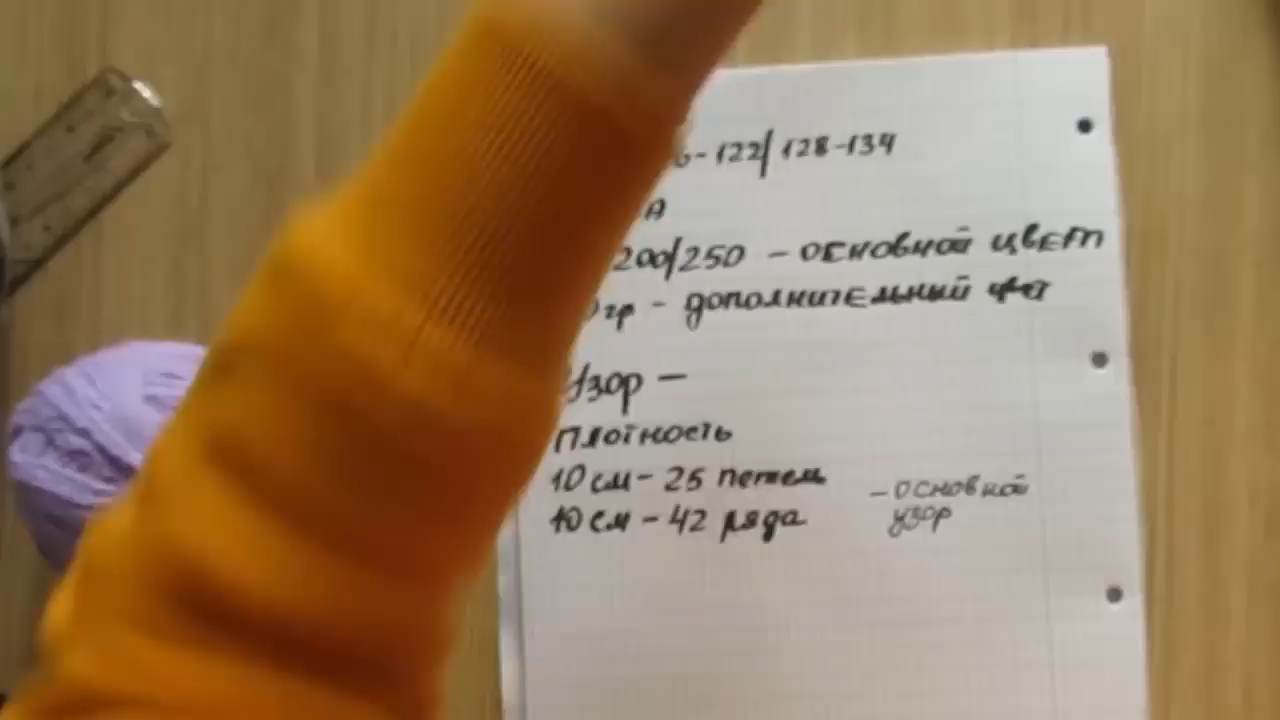 -122/128-134
200/250 - основной цвет
гр - дополнительный цвет
Узор -
Плотность
10 см - 25 петель
10 см - 42 ряда
- основной
узор